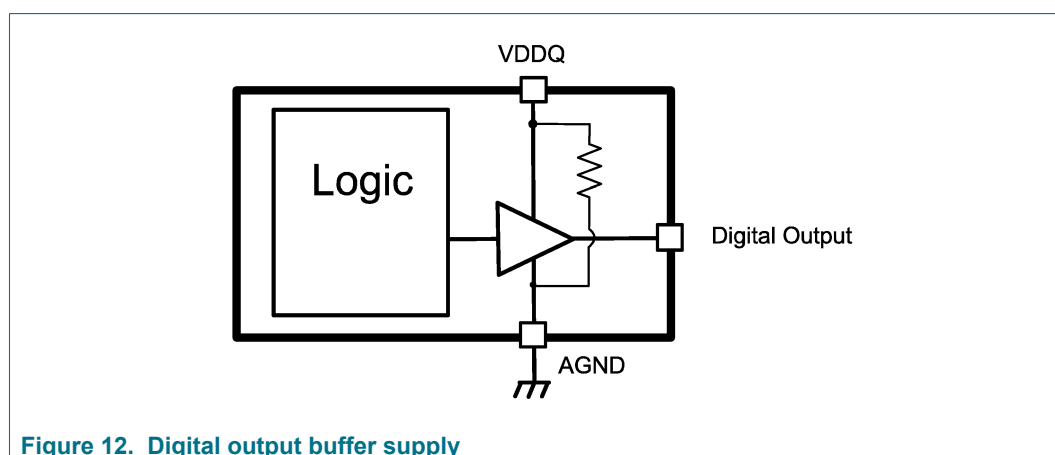 VDDQ
Logic
Digital Output
AGND
Figure 12. Digital output buffer supply